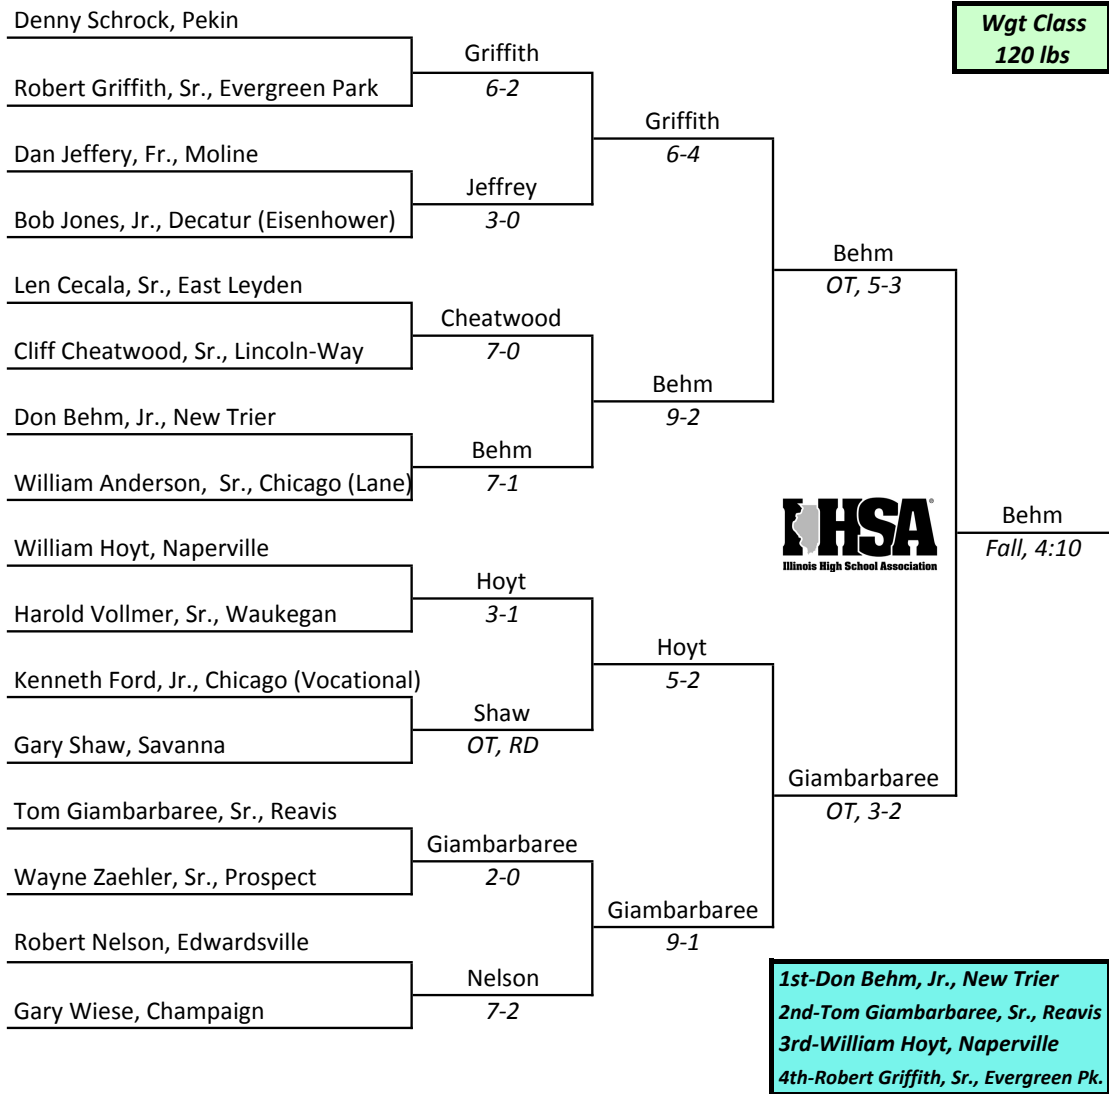 Denny Schrock, Pekin
Wgt Class
120 lbs
Griffith
6-2
Robert Griffith, Sr., Evergreen Park
Griffith
6-4
Dan Jeffery, Fr., Moline
Jeffrey
3-0
Bob Jones, Jr., Decatur (Eisenhower)
Behm
OT, 5-3
Len Cecala, Sr., East Leyden
Cheatwood
7-0
Cliff Cheatwood, Sr., Lincoln-Way
Behm
9-2
Don Behm, Jr., New Trier
Behm
7-1
William Anderson,  Sr., Chicago (Lane)
IHSA®
Illinois High School Association
Behm
Fall, 4:10
William Hoyt, Naperville
Hoyt
3-1
Harold Vollmer, Sr., Waukegan
Hoyt
5-2
Kenneth Ford, Jr., Chicago (Vocational)
Shaw
OT, RD
Gary Shaw, Savanna
Giambarbaree
OT, 3-2
Tom Giambarbaree, Sr., Reavis
Giambarbaree
2-0
Wayne Zaehler, Sr., Prospect
Giambarbaree
9-1
Robert Nelson, Edwardsville
Nelson
7-2
Gary Wiese, Champaign
1st-Don Behm, Jr., New Trier
2nd-Tom Giambarbaree, Sr., Reavis
3rd-William Hoyt, Naperville
4th-Robert Griffith, Sr., Evergreen Pk.